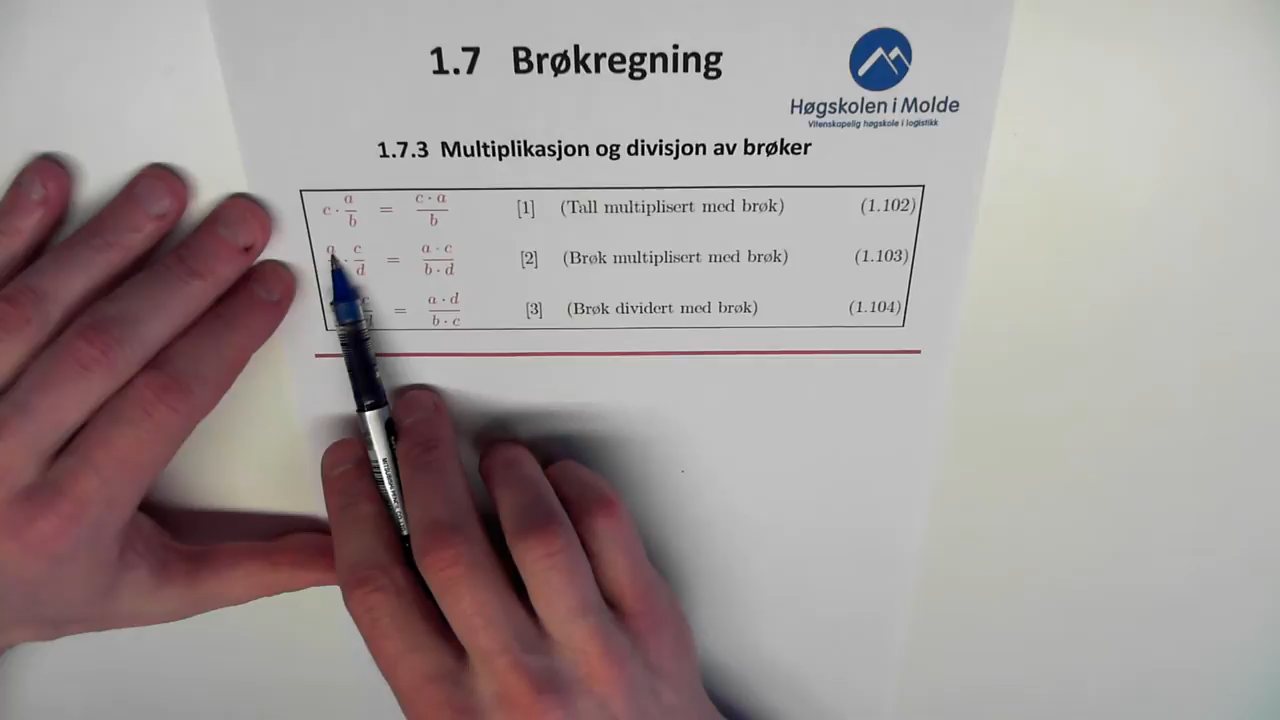 1.7 Brøkregning
Høgskolen i Molde
Vitenskapelig høgskole i logistikk
1.7.3 Multiplikasjon og divisjon av brøker
c · a/b = c · a/b [1] (Tall multiplisert med brøk) (1.102)
a · c/d = a · c/b · d [2] (Brøk multiplisert med brøk) (1.103)
= a · d/b · c [3] (Brøk dividert med brøk) (1.104)